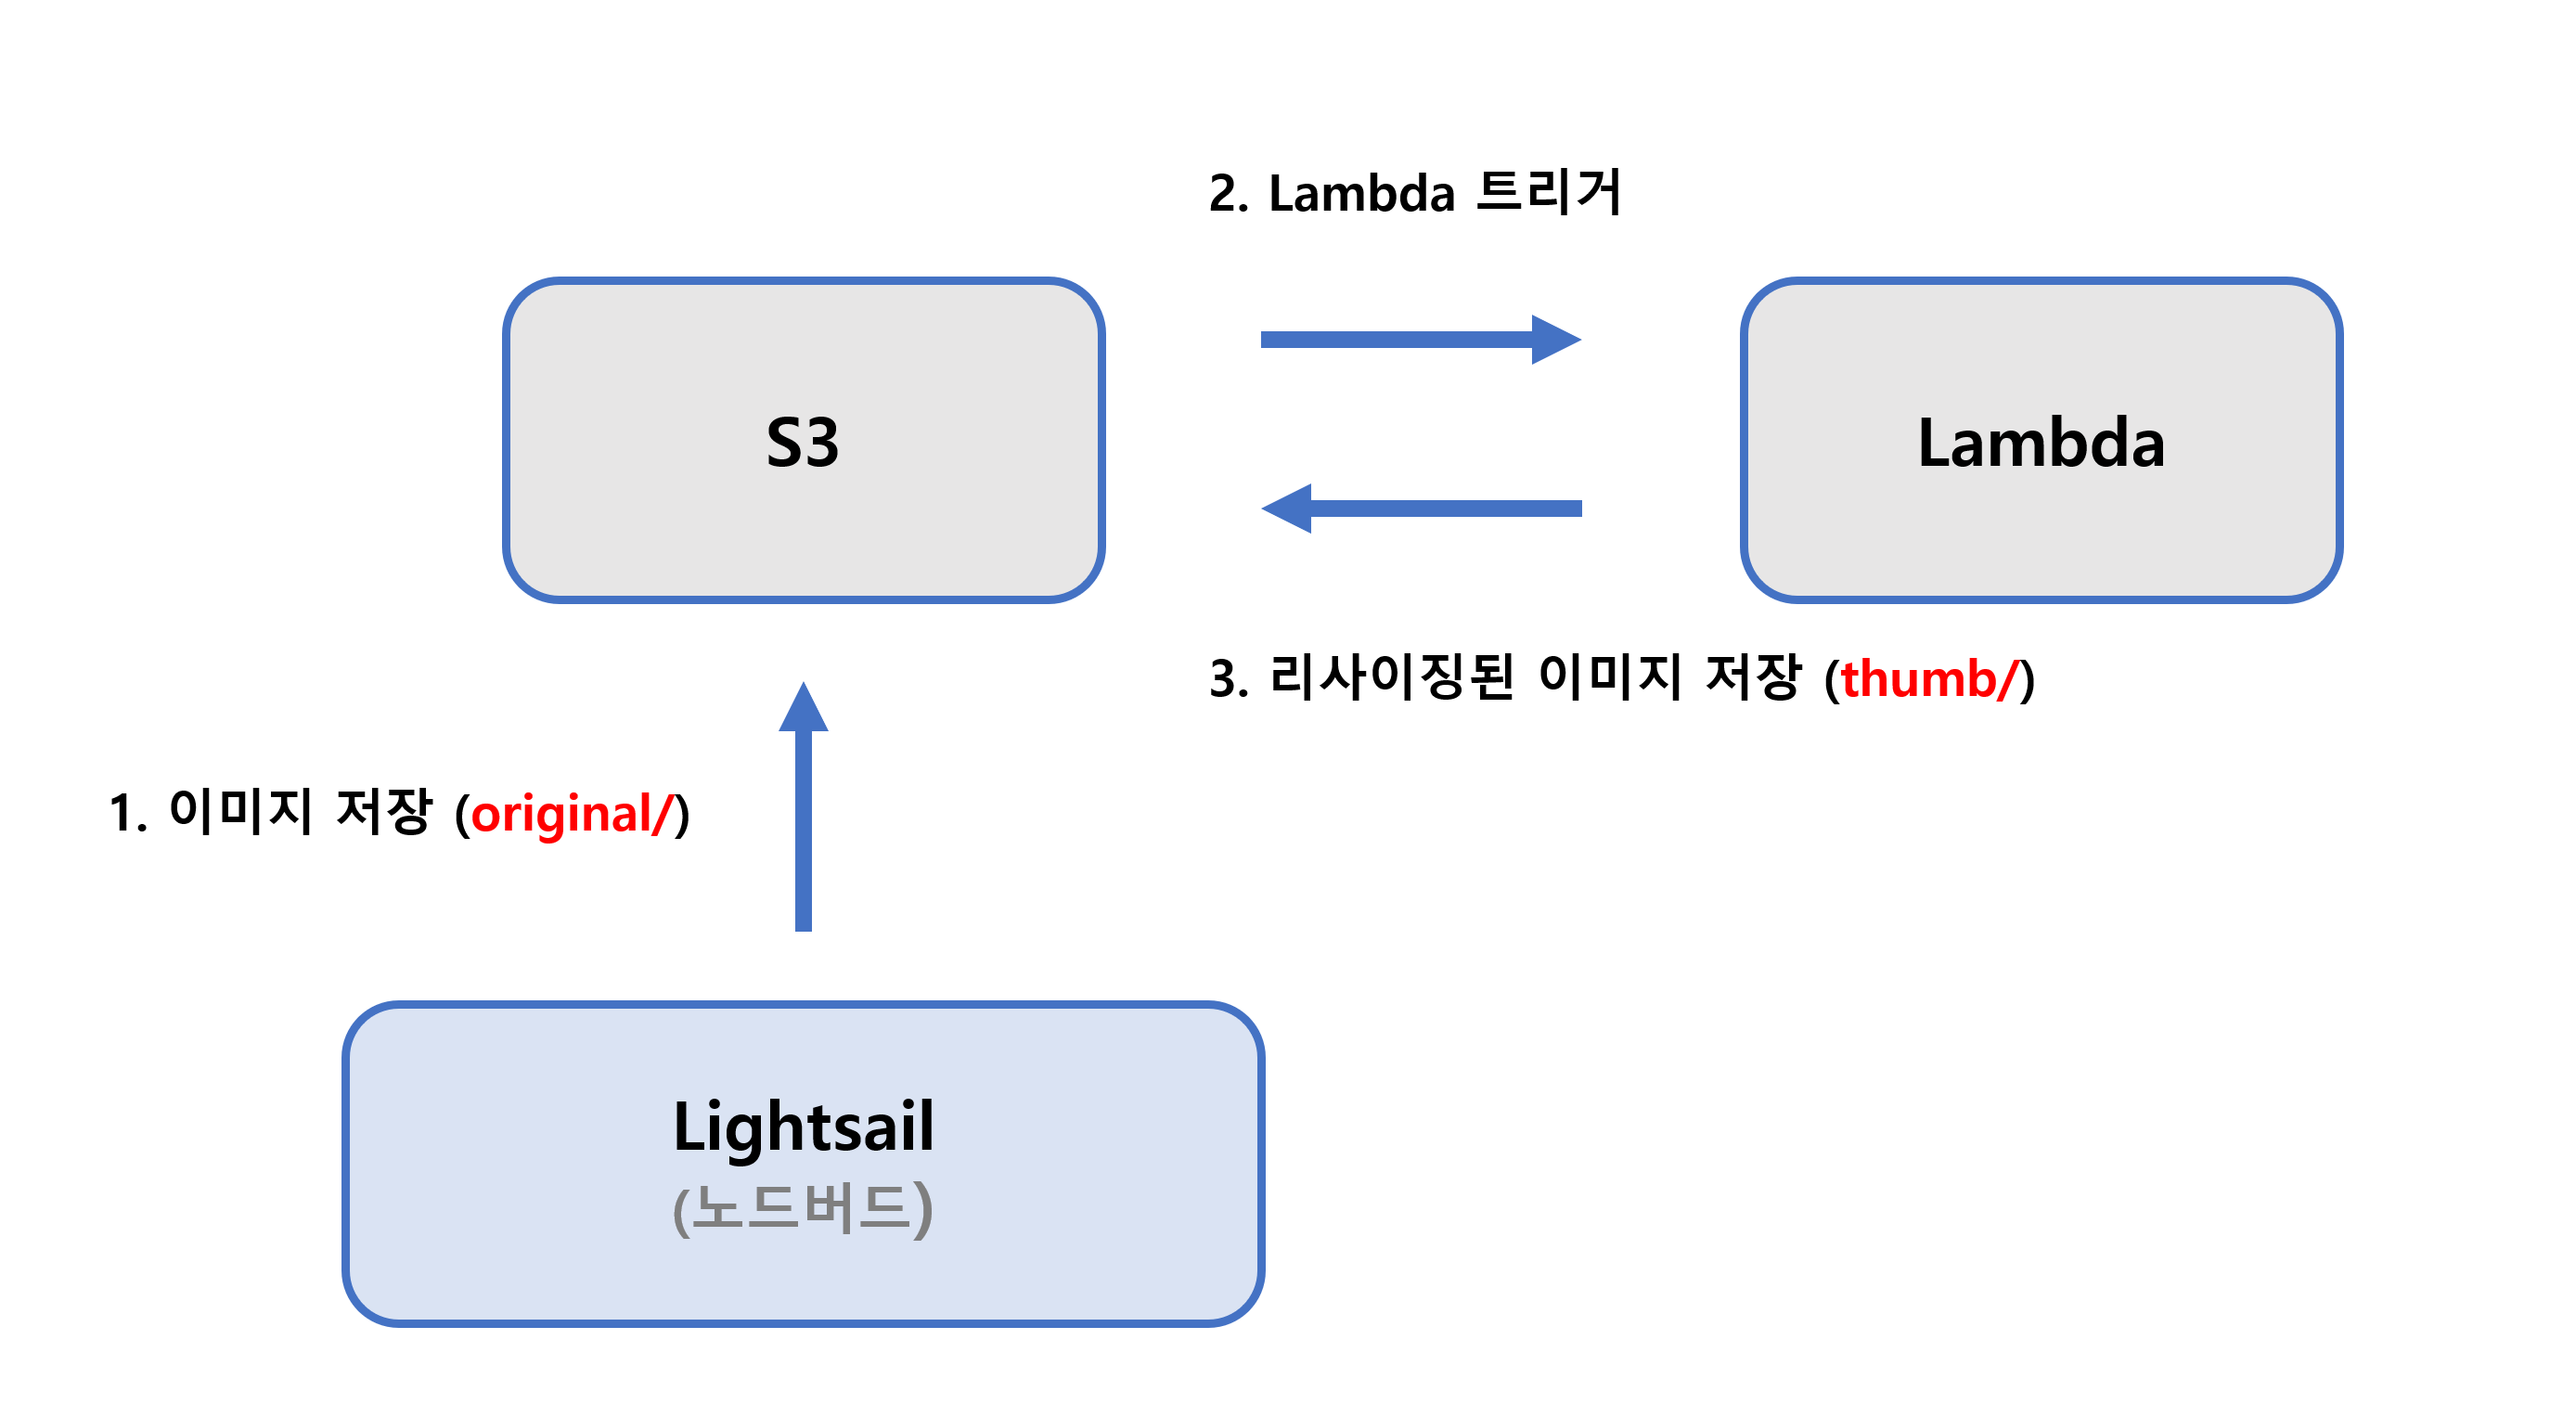 2. Lambda 트리거
S3
Lambda
3. 리사이징된 이미지 저장 (thumb/)
1. 이미지 저장 (original/)
Lightsail
(노드버드)